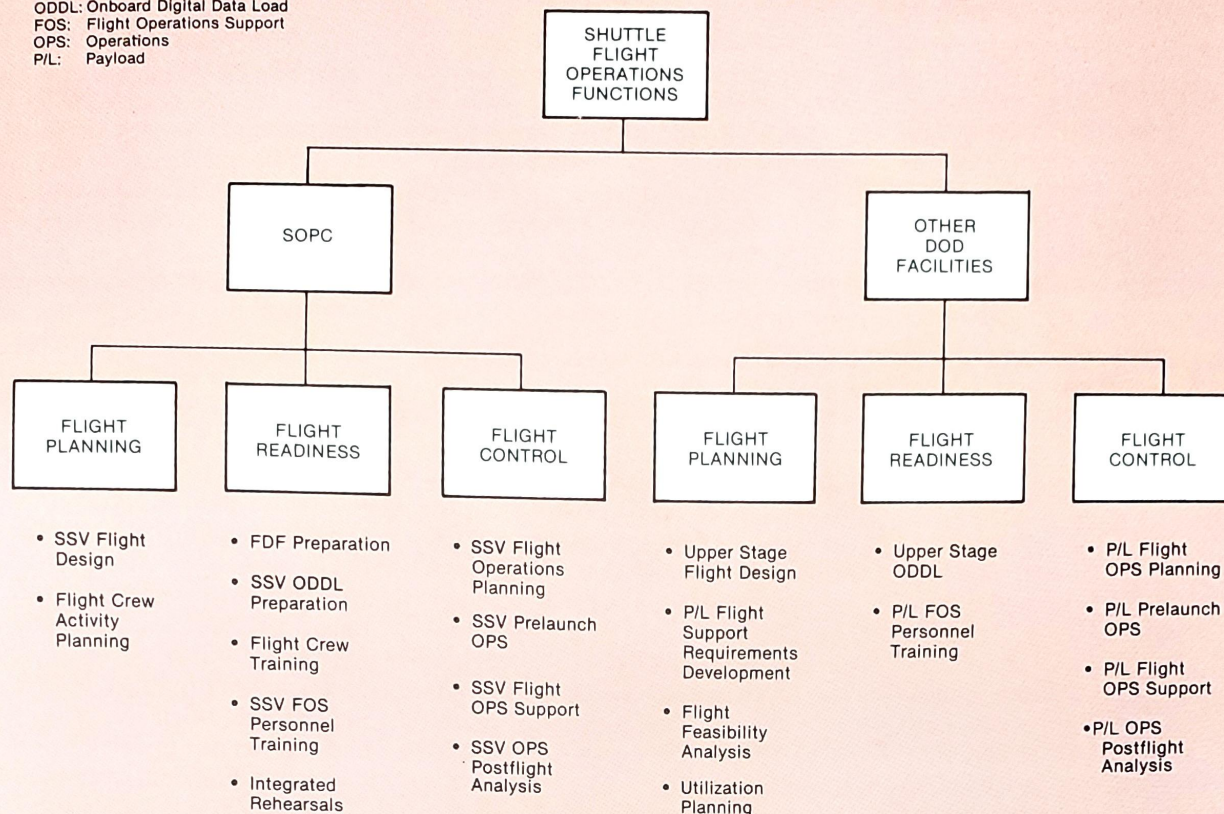 ODDL: Onboard Digital Data Load
FOS: Flight Operations Support
OPS: Operations
P/L: Payload
SHUTTLE
FLIGHT
OPERATIONS
FUNCTIONS
SOPC
OTHER
DOD
FACILITIES
FLIGHT
PLANNING
FLIGHT
READINESS
FLIGHT
CONTROL
FLIGHT
PLANNING
FLIGHT
READINESS
FLIGHT
CONTROL
• SSV Flight
Design
• Flight Crew
Activity
Planning
• FDF Preparation
• SSV ODDL
Preparation
• Flight Crew
Training
• SSV FOS
Personnel
Training
• Integrated
Rehearsals
• SSV Flight
Operations
Planning
• SSV Prelaunch
OPS
• SSV Flight
OPS Support
• SSV OPS
Postflight
Analysis
• Upper Stage
Flight Design
• P/L Flight
Support
Requirements
Development
• Flight
Feasibility
Analysis
• Utilization
Planning
• Upper Stage
ODDL
• P/L FOS
Personnel
Training
• P/L Flight
OPS Planning
• P/L Prelaunch
OPS
• P/L Flight
OPS Support
•P/L OPS
Postflight
Analysis